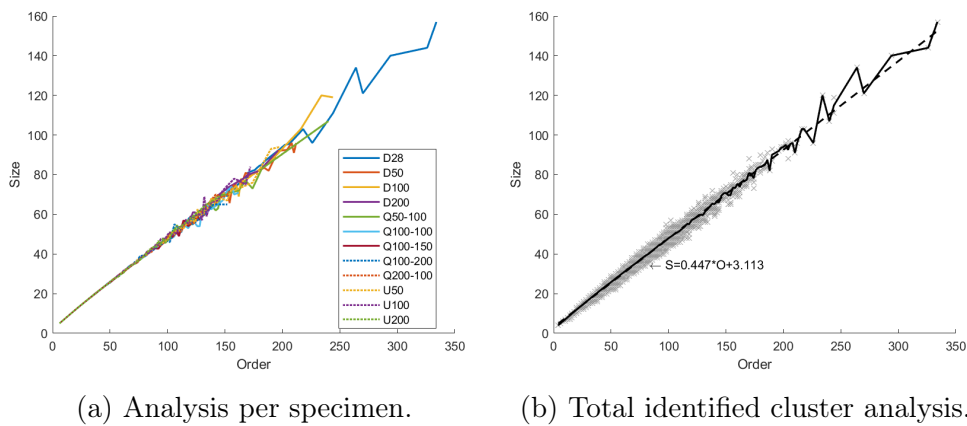 160
140
120
100
80
60
40
20
0
Size
0 50 100 150 200 250 300 350
Order
D28
D50
D100
D200
Q50-100
Q100-100
Q100-150
Q100-200
Q200-100
U50
U100
U200
(a) Analysis per specimen.
160
140
120
100
80
60
40
20
0
Size
← S=0.447*O+3.113
0 50 100 150 200 250 300 350
Order
(b) Total identified cluster analysis.